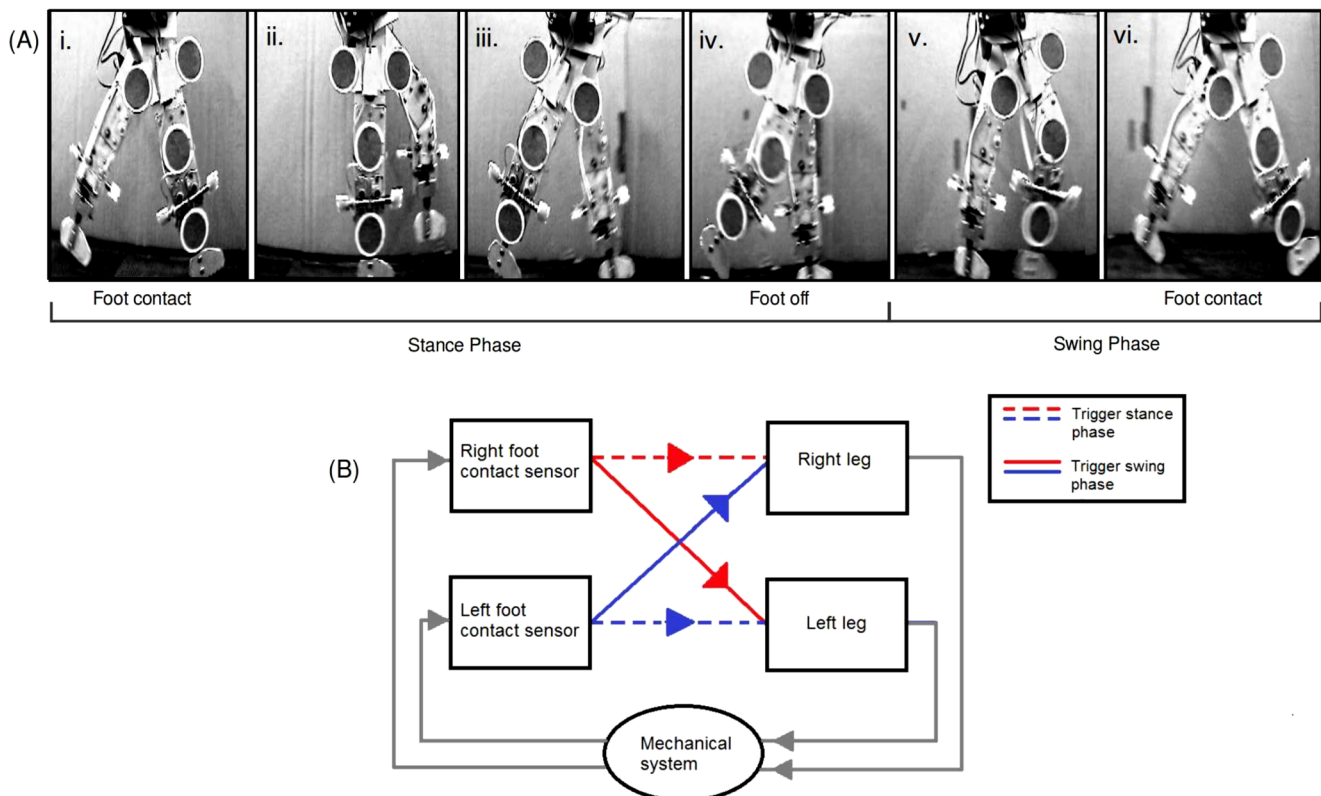 (A)
i.
ii.
iii.
iv.
v.
vi.
Foot contact
Foot off
Foot contact
Stance Phase
Swing Phase
(B)
Right foot
contact sensor
Right leg
Trigger stance
phase
Trigger swing
phase
Left foot
contact sensor
Left leg
Mechanical
system